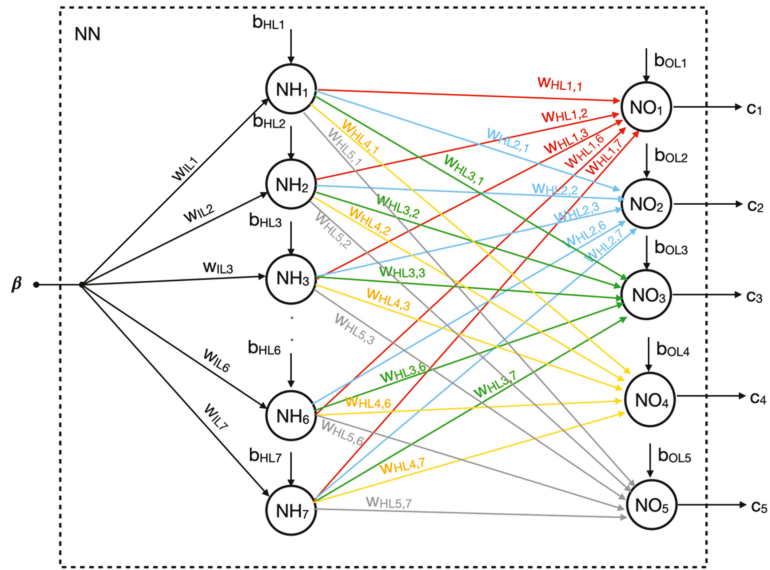 NN
bHL1
NH1
bHL2
NH2
bHL3
NH3
bHL6
NH6
bHL7
NH7
β
wIL1
wIL2
wIL3
wIL6
wIL7
wHL1,1
wHL1,2
wHL1,3
wHL1,6
wHL1,7
wHL2,1
wHL2,2
wHL2,3
wHL2,6
wHL2,7
wHL3,1
wHL3,2
wHL3,3
wHL3,6
wHL3,7
wHL4,1
wHL4,2
wHL4,3
wHL4,6
wHL4,7
wHL5,1
wHL5,2
wHL5,3
wHL5,6
wHL5,7
bOL1
NO1
c1
bOL2
NO2
c2
bOL3
NO3
c3
bOL4
NO4
c4
bOL5
NO5
c5